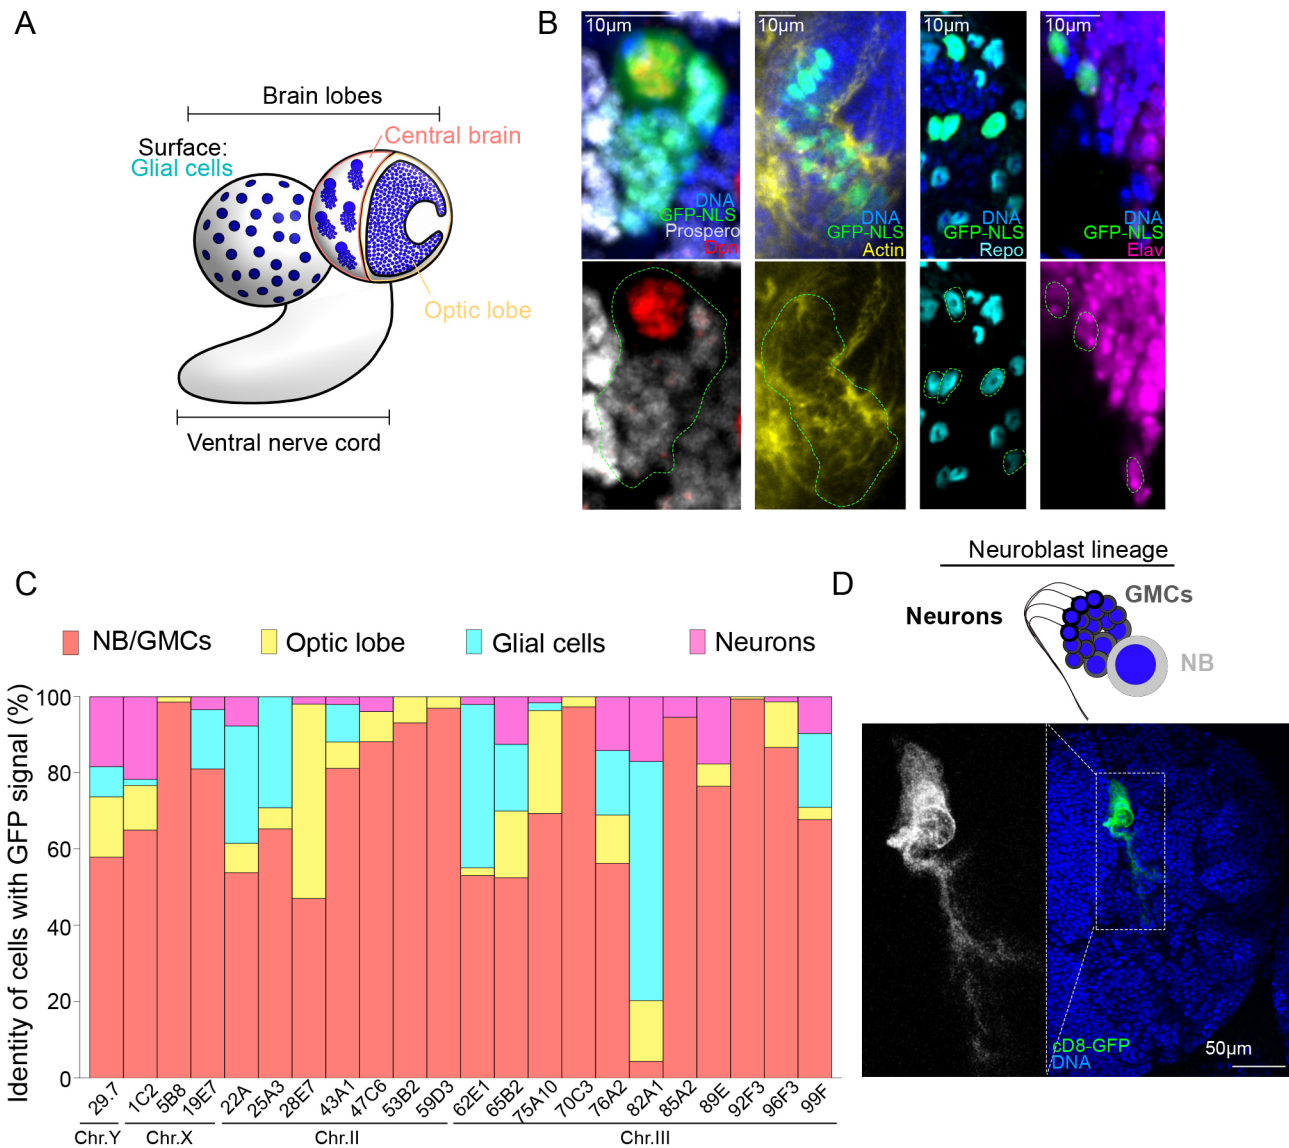 A
Brain lobes
Central brain
Surface:
Glial cells
Optic lobe
Ventral nerve cord
B
10µm
10µm
10µm
10µm
DNA
GFP-NLS
Prospero
Dpn
DNA
GFP-NLS
Actin
DNA
GFP-NLS
Repo
DNA
GFP-NLS
Elav
C
NB/GMCs
Optic lobe
Glial cells
Neurons
Identity of cells with GFP signal (%)
100
80
60
40
20
0
29.7
1C2
5B8
19E7
22A
25A3
28E7
43A1
47C6
53B2
59D3
62E1
65B2
75A10
70C3
76A2
82A1
85A2
89E
92F3
96F3
99F
Chr.Y
Chr.X
Chr.II
Chr.III
D
Neuroblast lineage
Neurons
GMCs
NB
cD8-GFP
DNA
50µm